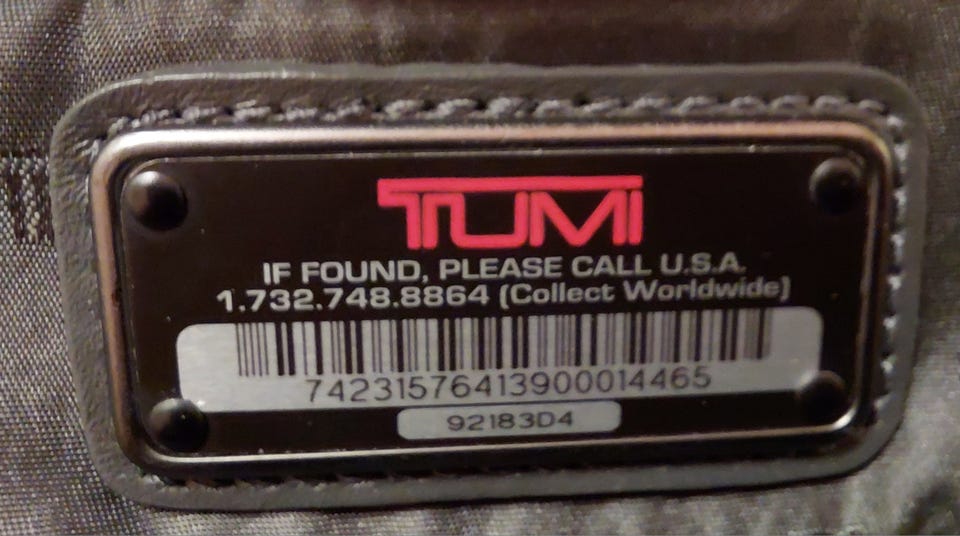 TUMI
IF FOUND, PLEASE CALL U.S.A.
1.732.748.8864 (Collect Worldwide)
74231576413900014465
92183D4